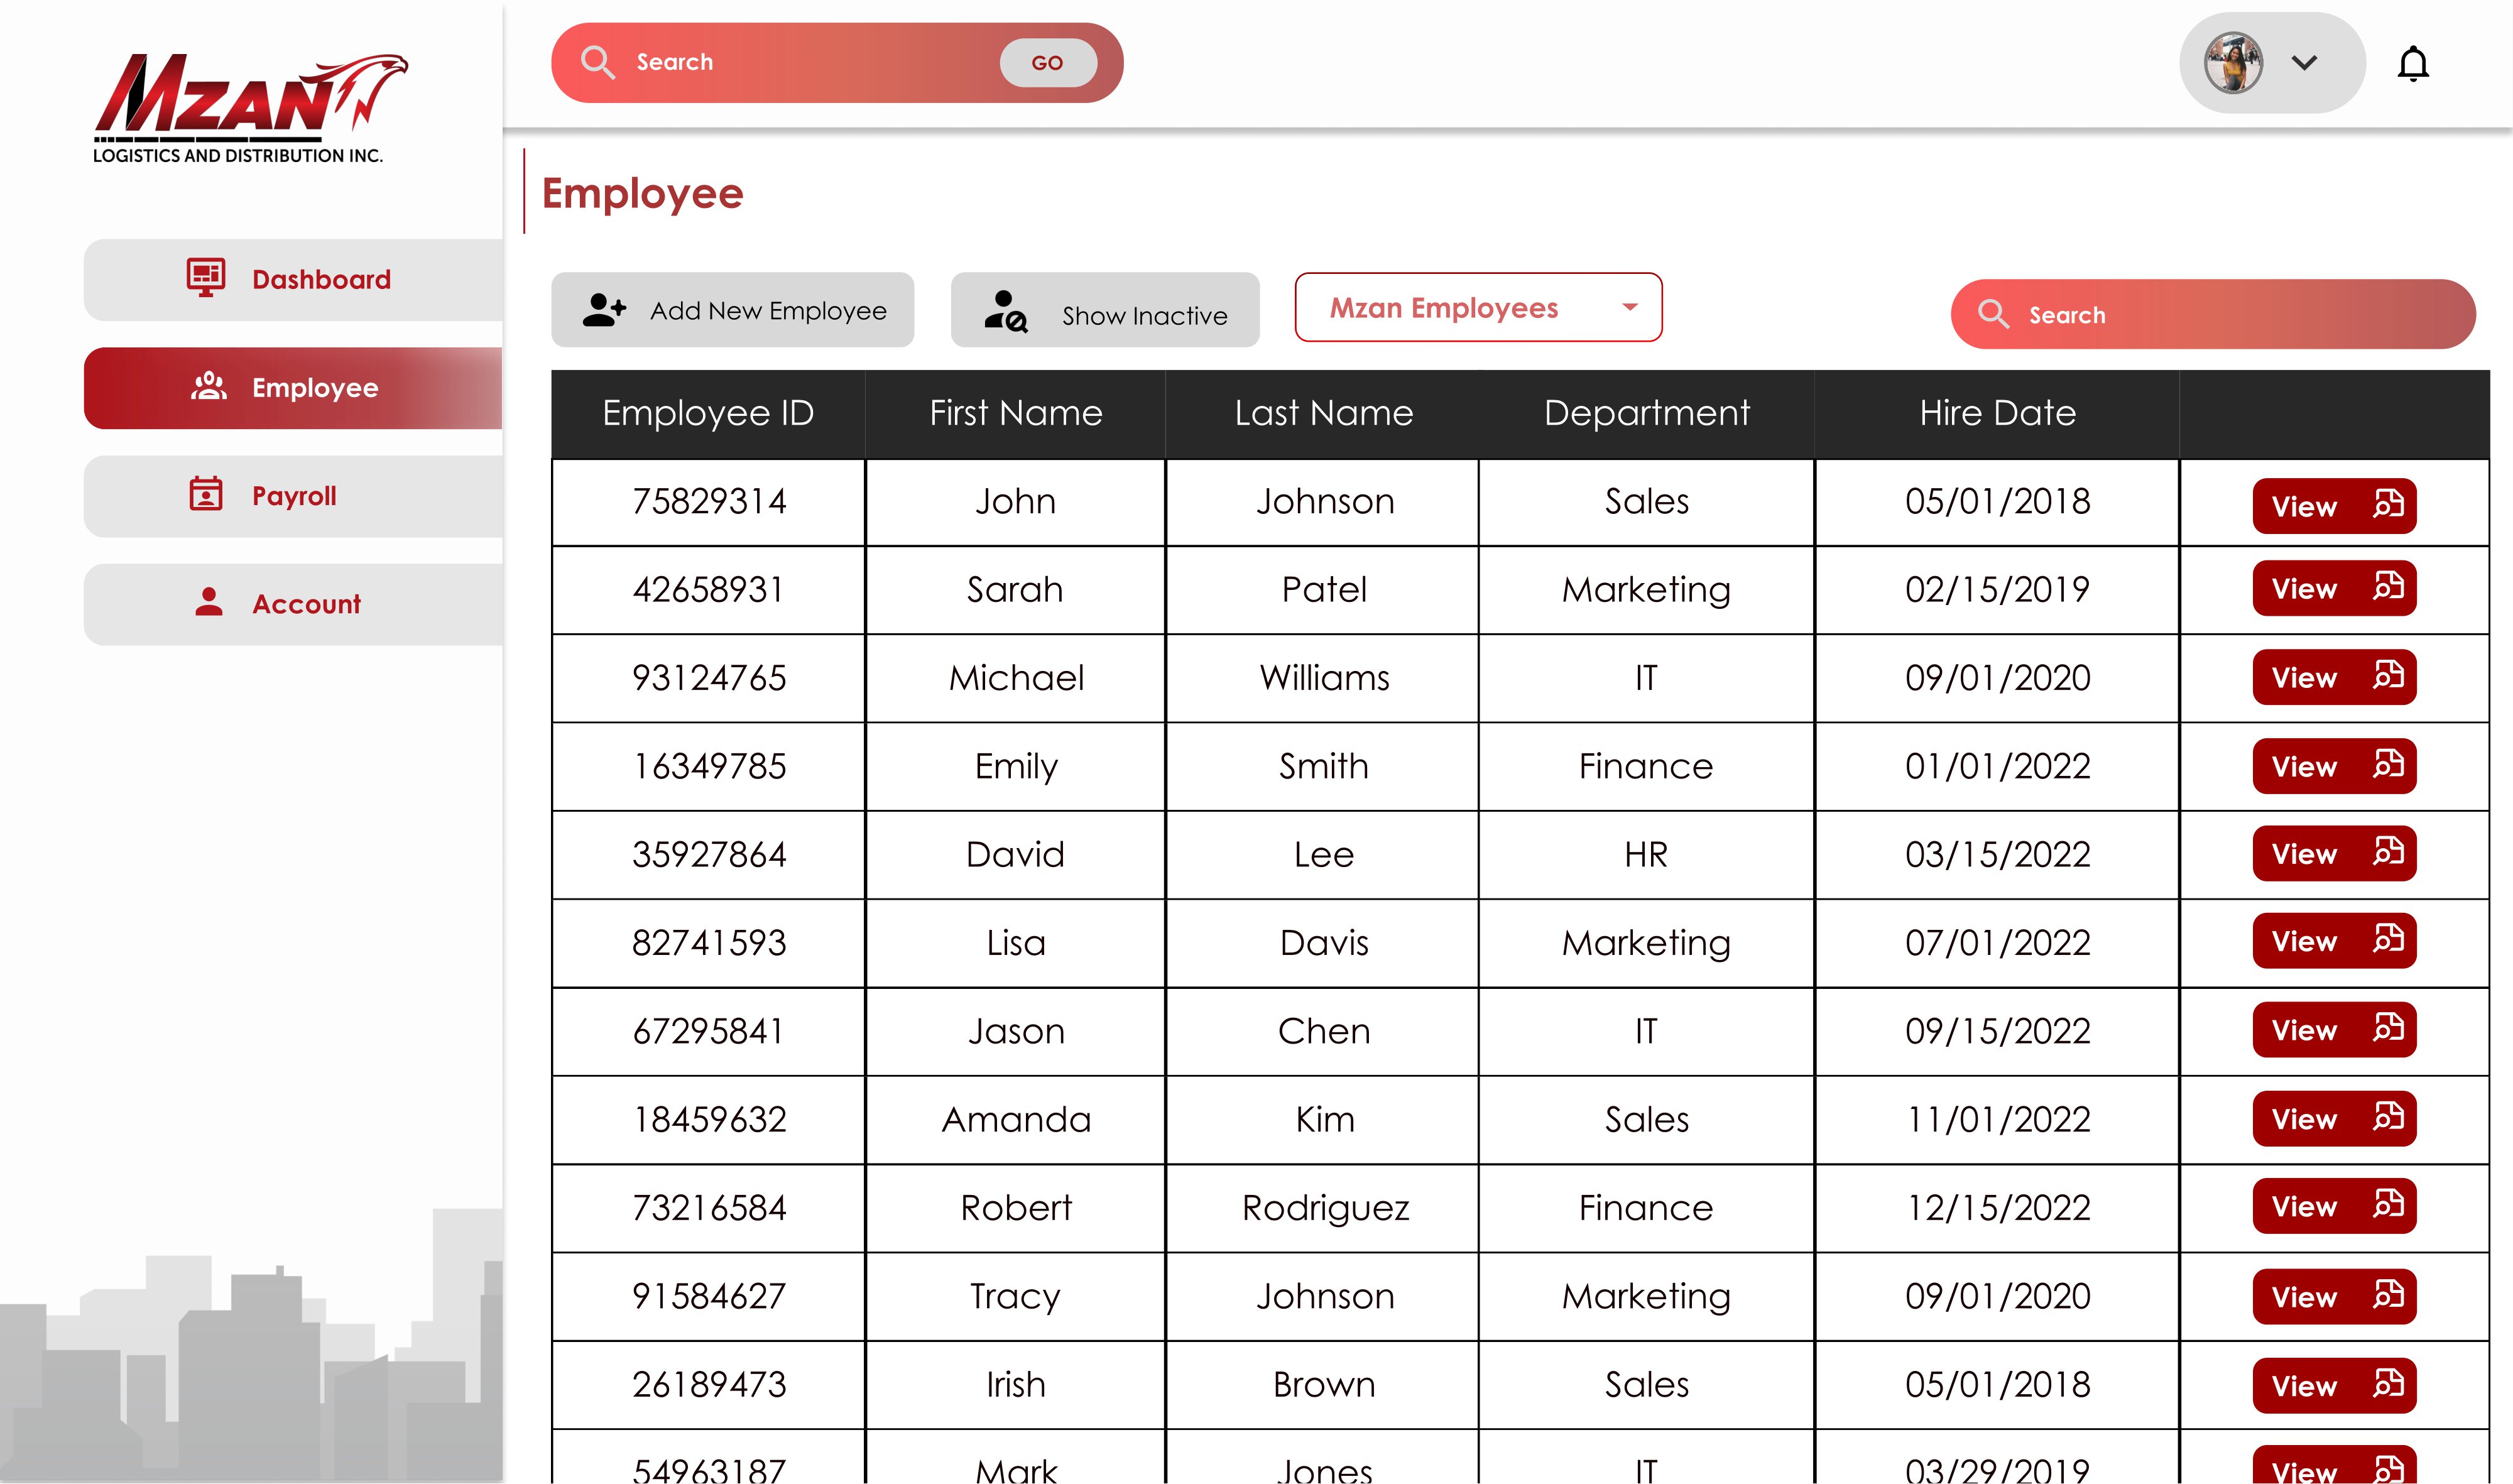 MZAN
LOGISTICS AND DISTRIBUTION INC.
Search GO
Employee
Dashboard
Employee
Payroll
Account
Add New Employee Show Inactive Mzan Employees Search
Employee ID First Name Last Name Department Hire Date
75829314 John Johnson Sales 05/01/2018 View
42658931 Sarah Patel Marketing 02/15/2019 View
93124765 Michael Williams IT 09/01/2020 View
16349785 Emily Smith Finance 01/01/2022 View
35927864 David Lee HR 03/15/2022 View
82741593 Lisa Davis Marketing 07/01/2022 View
67295841 Jason Chen IT 09/15/2022 View
18459632 Amanda Kim Sales 11/01/2022 View
73216584 Robert Rodriguez Finance 12/15/2022 View
91584627 Tracy Johnson Marketing 09/01/2020 View
26189473 Irish Brown Sales 05/01/2018 View
54963187 Mark Jones IT 03/29/2019 View